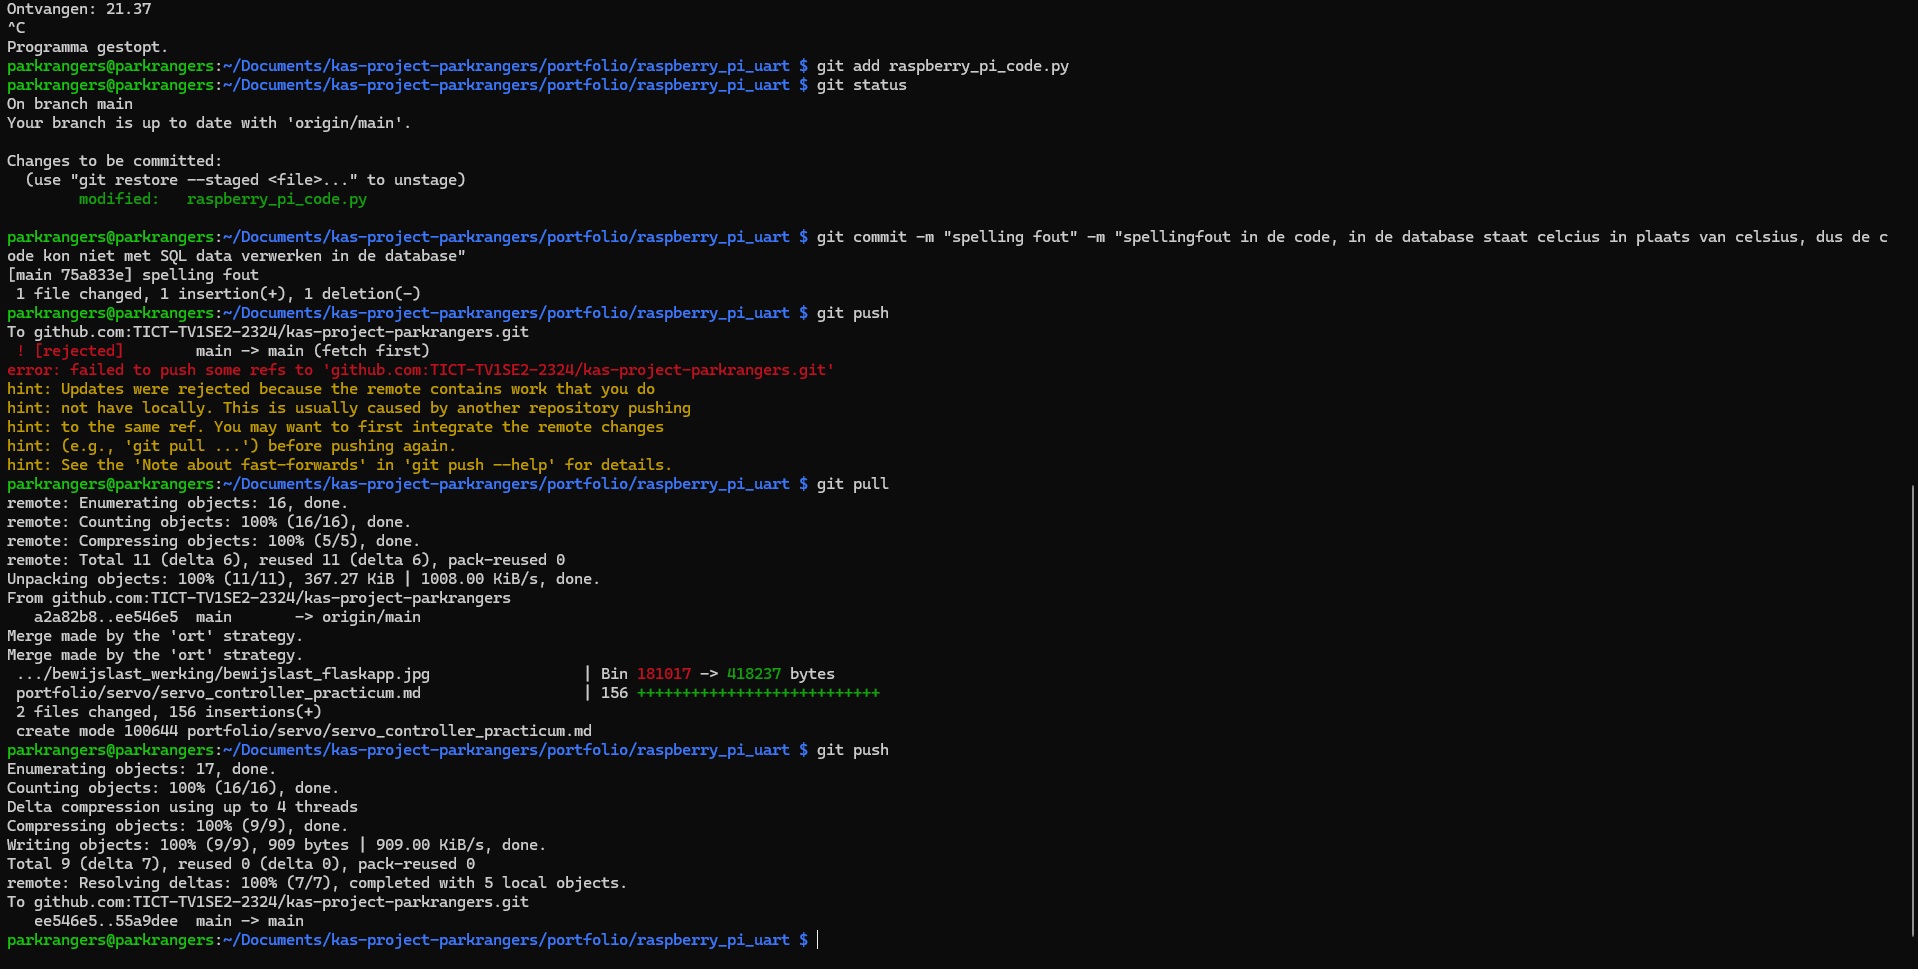 Ontvangen: 21.37
^C
Programma gestopt.
parkrangers@parkrangers:~/Documents/kas-project-parkrangers/portfolio/raspberry_pi_uart $ git add raspberry_pi_code.py
parkrangers@parkrangers:~/Documents/kas-project-parkrangers/portfolio/raspberry_pi_uart $ git status
On branch main
Your branch is up to date with 'origin/main'.

Changes to be committed:
  (use "git restore --staged <file>..." to unstage)
        modified:   raspberry_pi_code.py

parkrangers@parkrangers:~/Documents/kas-project-parkrangers/portfolio/raspberry_pi_uart $ git commit -m "spelling fout" -m "spellingfout in de code, in de database staat celcius in plaats van celsius, dus de c
ode kon niet met SQL data verwerken in de database"
[main 75a833e] spelling fout
 1 file changed, 1 insertion(+), 1 deletion(-)
parkrangers@parkrangers:~/Documents/kas-project-parkrangers/portfolio/raspberry_pi_uart $ git push
To github.com:TICT-TV1SE2-2324/kas-project-parkrangers.git
 ! [rejected]        main -> main (fetch first)
error: failed to push some refs to 'github.com:TICT-TV1SE2-2324/kas-project-parkrangers.git'
hint: Updates were rejected because the remote contains work that you do
hint: not have locally. This is usually caused by another repository pushing
hint: to the same ref. You may want to first integrate the remote changes
hint: (e.g., 'git pull ...') before pushing again.
hint: See the 'Note about fast-forwards' in 'git push --help' for details.
parkrangers@parkrangers:~/Documents/kas-project-parkrangers/portfolio/raspberry_pi_uart $ git pull
remote: Enumerating objects: 16, done.
remote: Counting objects: 100% (16/16), done.
remote: Compressing objects: 100% (5/5), done.
remote: Total 11 (delta 6), reused 11 (delta 6), pack-reused 0
Unpacking objects: 100% (11/11), 367.27 KiB | 1008.00 KiB/s, done.
From github.com:TICT-TV1SE2-2324/kas-project-parkrangers
   a2a82b8..ee546e5  main       -> origin/main
Merge made by the 'ort' strategy.
Merge made by the 'ort' strategy.
 .../bewijslast_werking/bewijslast_flaskapp.jpg                 | Bin 181017 -> 418237 bytes
 portfolio/servo/servo_controller_practicum.md                  | 156 +++++++++++++++++++++++++++
 2 files changed, 156 insertions(+)
 create mode 100644 portfolio/servo/servo_controller_practicum.md
parkrangers@parkrangers:~/Documents/kas-project-parkrangers/portfolio/raspberry_pi_uart $ git push
Enumerating objects: 17, done.
Counting objects: 100% (16/16), done.
Delta compression using up to 4 threads
Compressing objects: 100% (9/9), done.
Writing objects: 100% (9/9), 909 bytes | 909.00 KiB/s, done.
Total 9 (delta 7), reused 0 (delta 0), pack-reused 0
remote: Resolving deltas: 100% (7/7), completed with 5 local objects.
To github.com:TICT-TV1SE2-2324/kas-project-parkrangers.git
   ee546e5..55a9dee  main -> main
parkrangers@parkrangers:~/Documents/kas-project-parkrangers/portfolio/raspberry_pi_uart $